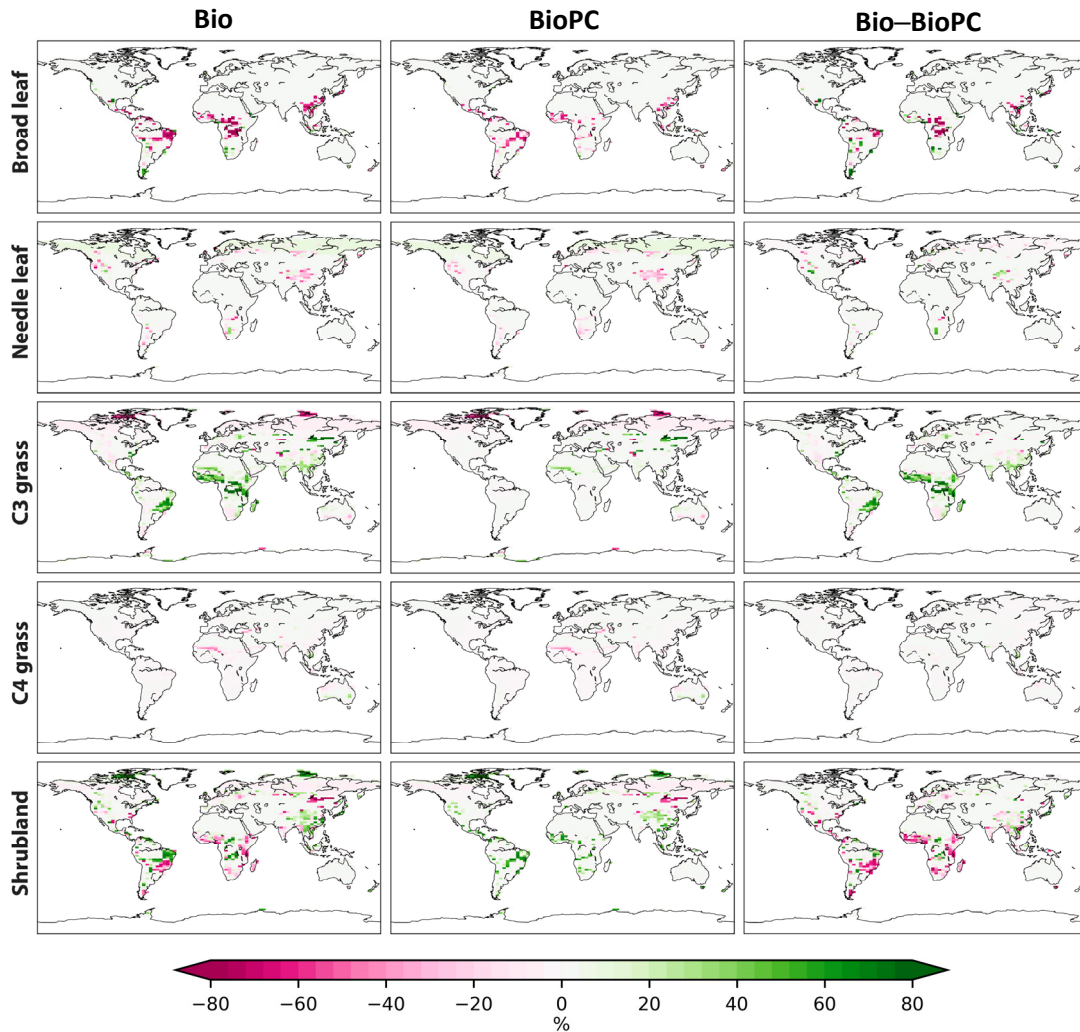 Bio
BioPC
Bio−BioPC
Broad leaf
Needle leaf
C3 grass
C4 grass
Shrubland
−80 −60 −40 −20 0 20 40 60 80
%